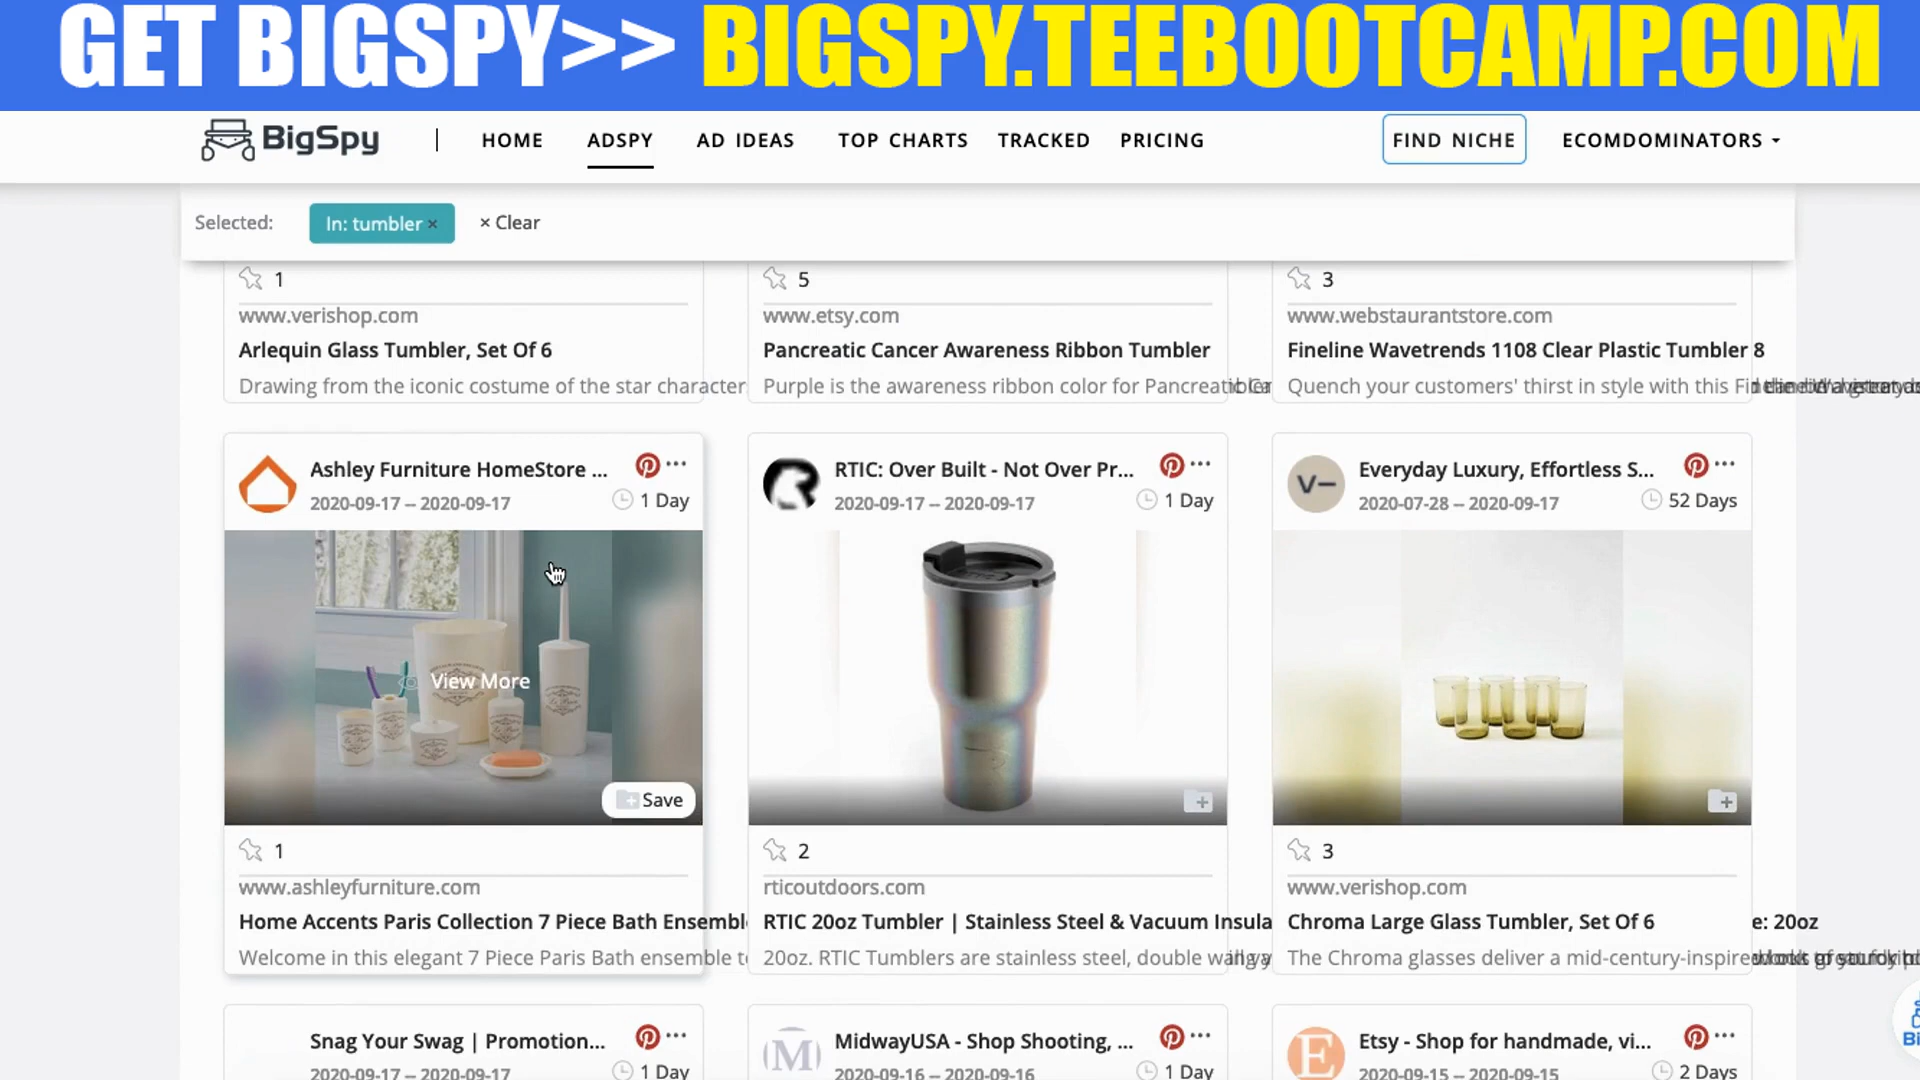 GET BIGSPY>> BIGSPY.TEEBOOTCAMP.COM
BigSpy | HOME ADSPY AD IDEAS TOP CHARTS TRACKED PRICING FIND NICHE ECOMDOMINATORS
Selected: In: tumbler × × Clear
1 5 3
www.verishop.com www.etsy.com www.webstaurantstore.com
Arlequin Glass Tumbler, Set Of 6 Pancreatic Cancer Awareness Ribbon Tumbler Fineline Wavetrends 1108 Clear Plastic Tumbler 8
Drawing from the iconic costume of the star character Purple is the awareness ribbon color for Pancreatic Quench your customers' thirst in style with this
Ashley Furniture HomeStore ... RTIC: Over Built - Not Over Pr... Everyday Luxury, Effortless S...
2020-09-17 -- 2020-09-17 1 Day 2020-09-17 -- 2020-09-17 1 Day 2020-07-28 -- 2020-09-17 52 Days
V—
View More
Save
1 2 3
www.ashleyfurniture.com rticoutdoors.com www.verishop.com
Home Accents Paris Collection 7 Piece Bath Ensembl RTIC 20oz Tumbler | Stainless Steel & Vacuum Insula Chroma Large Glass Tumbler, Set Of 6 e: 20oz
Welcome in this elegant 7 Piece Paris Bath ensemble 20oz. RTIC Tumblers are stainless steel, double The Chroma glasses deliver a mid-century-inspired
Snag Your Swag | Promotion... M MidwayUSA - Shop Shooting, ... E Etsy - Shop for handmade, vi...
2020-09-17 -- 2020-09-17 1 Day 2020-09-16 -- 2020-09-16 1 Day 2020-09-15 -- 2020-09-15 2 Days